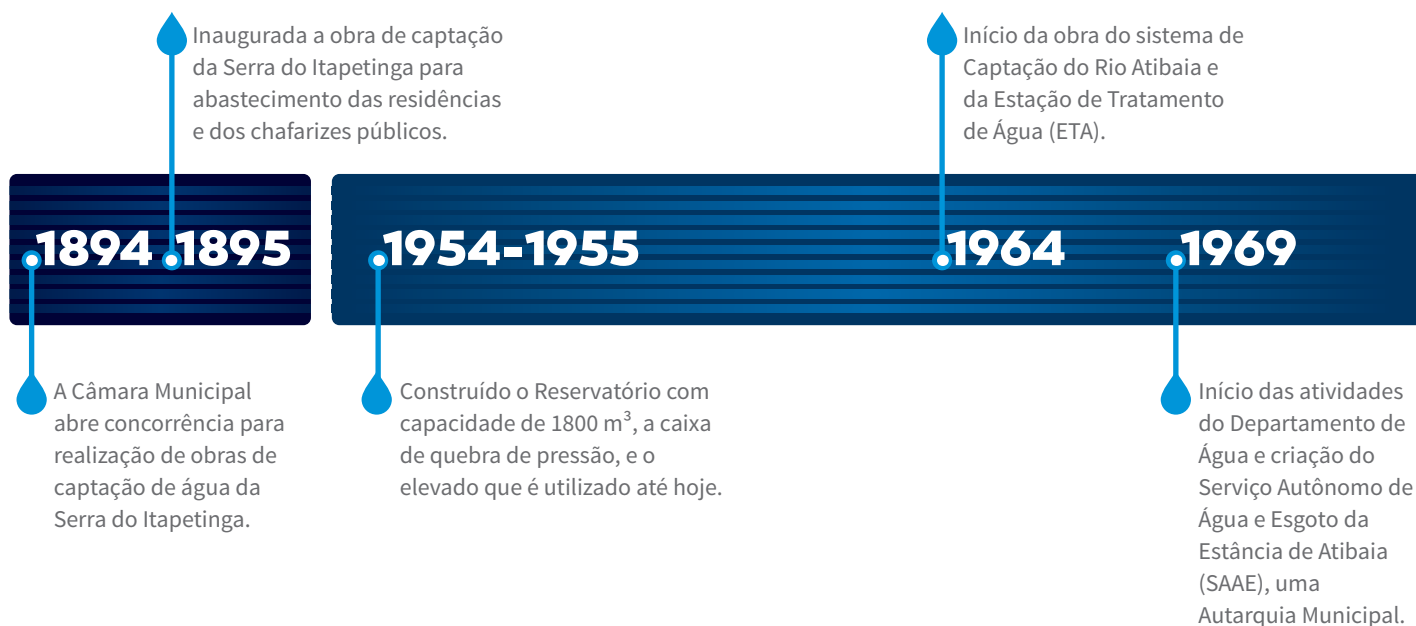 Inaugurada a obra de captação
da Serra do Itapetinga para
abastecimento das residências
e dos chafarizes públicos.
Início da obra do sistema de
Captação do Rio Atibaia e
da Estação de Tratamento
de Água (ETA).
1894
1895
1954-1955
1964
1969
A Câmara Municipal
abre concorrência para
realização de obras de
captação de água da
Serra do Itapetinga.
Construído o Reservatório com
capacidade de 1800 m³, a caixa
de quebra de pressão, e o
elevado que é utilizado até hoje.
Início das atividades
do Departamento de
Água e criação do
Serviço Autônomo de
Água e Esgoto da
Estância de Atibaia
(SAAE), uma
Autarquia Municipal.